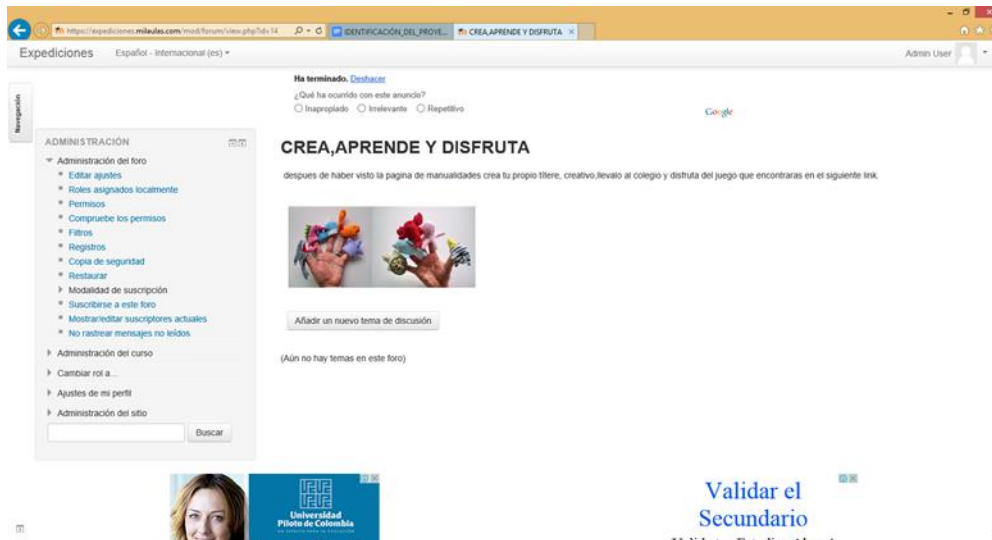 https://expediciones.milaulas.com/mod/forum/view.php?id=14
IDENTIFICACIÓN_DEL_PROYE...
CREA,APRENDE Y DISFRUTA
Expediciones
Español - Internacional (es)
Admin User
Navegación
Ha terminado. Deshacer
¿Qué ha ocurrido con este anuncio?
Inapropiado Irrelevante Repetitivo
Google
ADMINISTRACIÓN
Administración del foro
Editar ajustes
Roles asignados localmente
Permisos
Compruebe los permisos
Filtros
Registros
Copia de seguridad
Restaurar
Modalidad de suscripción
Suscribirse a este foro
Mostrar/editar suscriptores actuales
No rastrear mensajes no leídos
Administración del curso
Cambiar rol a...
Ajustes de mi perfil
Administración del sitio
Buscar
CREA,APRENDE Y DISFRUTA
despues de haber visto la pagina de manualidades crea tu propio títere, creativo,llevalo al colegio y disfruta del juego que encontraras en el siguiente link.
Añadir un nuevo tema de discusión
(Aún no hay temas en este foro)
Universidad
Piloto de Colombia
Validar el
Secundario